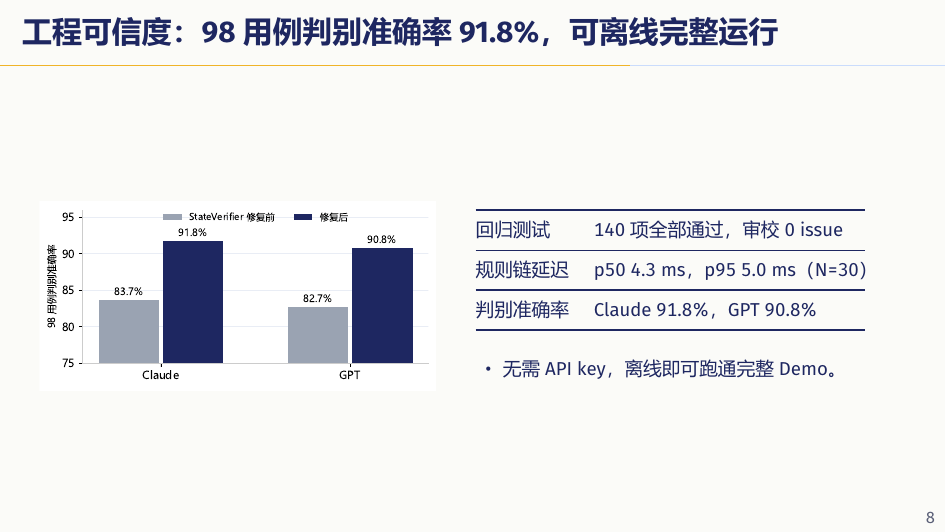 工程可信度：98 用例判别准确率 91.8%，可离线完整运行
StateVerifier 修复前 修复后
98 用例判别准确率
95
90
85
80
75
83.7%
91.8%
82.7%
90.8%
Claude
GPT
回归测试 140 项全部通过，审校 0 issue
规则链延迟 p50 4.3 ms，p95 5.0 ms（N=30）
判别准确率 Claude 91.8%，GPT 90.8%
• 无需 API key，离线即可跑通完整 Demo。
8